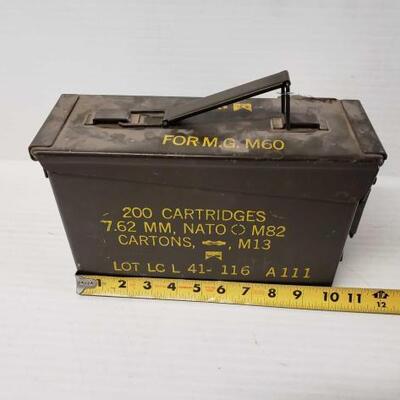 FOR M.G. M60
200 CARTRIDGES
7.62 MM, NATO M82
CARTONS, M13
LOT LC L 41-116 A111
1 2 3 4 5 6 7 8 9 10 11 12